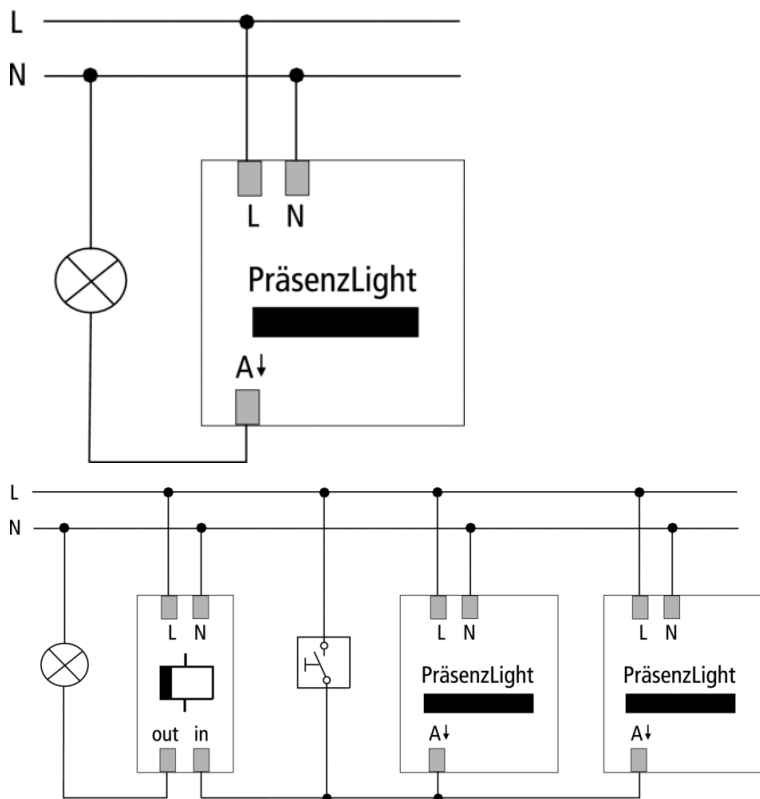 L
N
L N
PräsenzLight
A↓
L
N
L N L N L N
PräsenzLight PräsenzLight
out in A↓ A↓